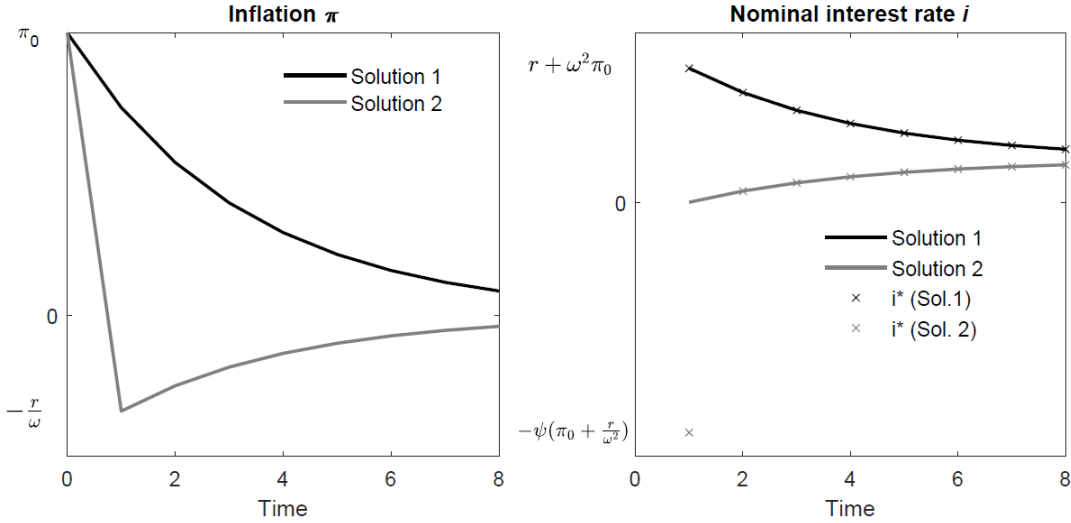 Inflation π
π₀
0
−r/ω
Solution 1
Solution 2
0 2 4 6 8
Time
Nominal interest rate i
r + ω²π₀
0
−ψ(π₀ + r/ω²)
Solution 1
Solution 2
i* (Sol.1)
i* (Sol. 2)
0 2 4 6 8
Time